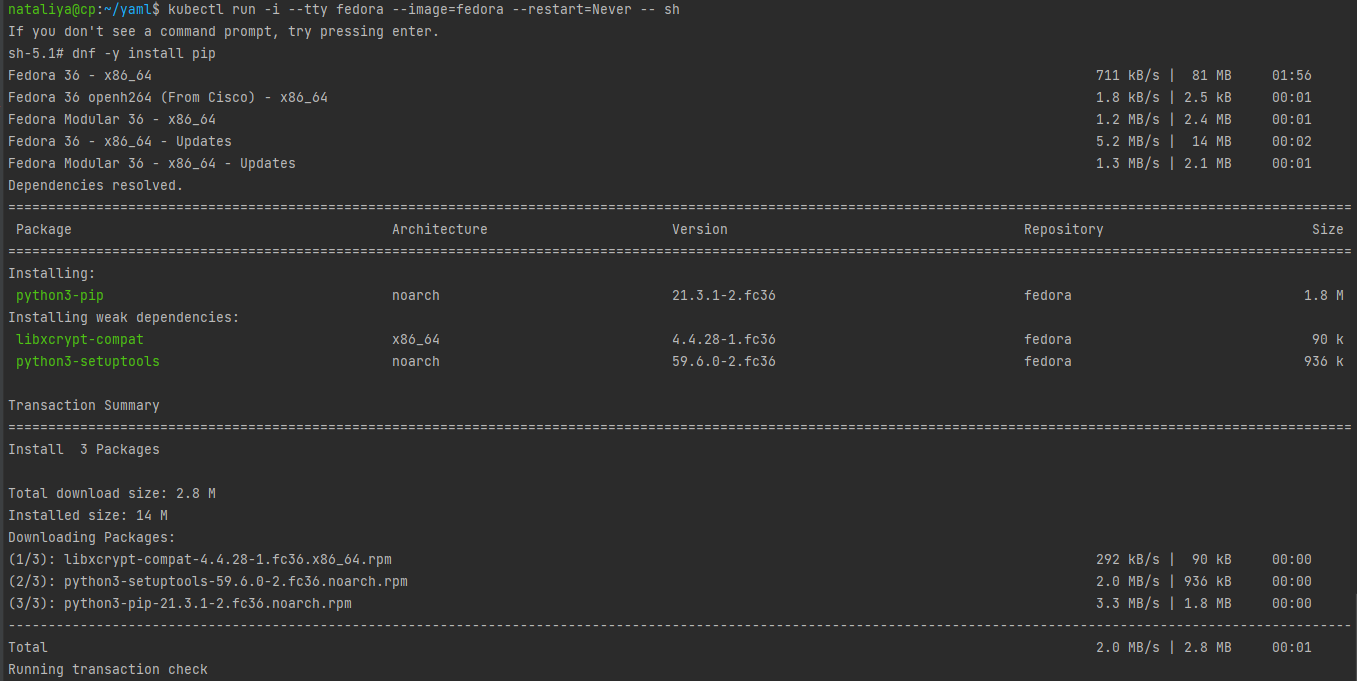 nataliya@cp:~/yaml$ kubectl run -i --tty fedora --image=fedora --restart=Never -- sh
If you don't see a command prompt, try pressing enter.
sh-5.1# dnf -y install pip
Fedora 36 - x86_64 711 kB/s | 81 MB 01:56
Fedora 36 openh264 (From Cisco) - x86_64 1.8 kB/s | 2.5 kB 00:01
Fedora Modular 36 - x86_64 1.2 MB/s | 2.4 MB 00:01
Fedora 36 - x86_64 - Updates 5.2 MB/s | 14 MB 00:02
Fedora Modular 36 - x86_64 - Updates 1.3 MB/s | 2.1 MB 00:01
Dependencies resolved.
========================================================================================================================================================================
Package Architecture Version Repository Size
========================================================================================================================================================================
Installing:
python3-pip noarch 21.3.1-2.fc36 fedora 1.8 M
Installing weak dependencies:
libxcrypt-compat x86_64 4.4.28-1.fc36 fedora 90 k
python3-setuptools noarch 59.6.0-2.fc36 fedora 936 k
Transaction Summary
========================================================================================================================================================================
Install 3 Packages
Total download size: 2.8 M
Installed size: 14 M
Downloading Packages:
(1/3): libxcrypt-compat-4.4.28-1.fc36.x86_64.rpm 292 kB/s | 90 kB 00:00
(2/3): python3-setuptools-59.6.0-2.fc36.noarch.rpm 2.0 MB/s | 936 kB 00:00
(3/3): python3-pip-21.3.1-2.fc36.noarch.rpm 3.3 MB/s | 1.8 MB 00:00
------------------------------------------------------------------------------------------------------------------------------------------------------------------------
Total 2.0 MB/s | 2.8 MB 00:01
Running transaction check